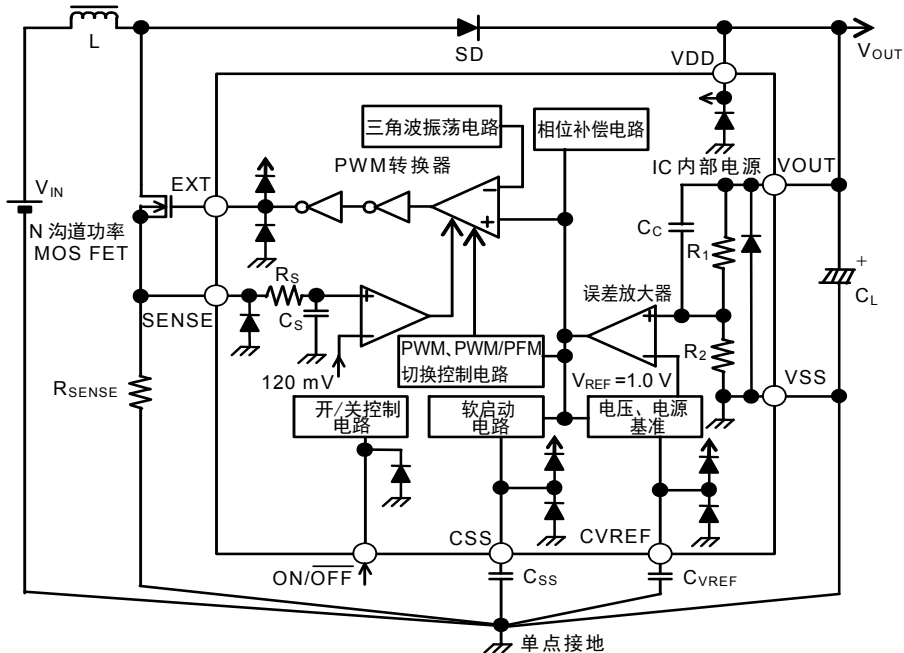 L
SD
VOUT
VDD
三角波振荡电路
相位补偿电路
PWM转换器
IC 内部电源
VOUT
VIN
EXT
N 沟道功率
MOS FET
CC
R1
RS
误差放大器
CL
+
SENSE
CS
R2
120 mV
PWM、PWM/PFM
切换控制电路
VREF =1.0 V
VSS
RSENSE
开/关控制
电路
软启动
电路
电压、电源
基准
CSS
CVREF
ON/OFF
CSS
CVREF
单点接地